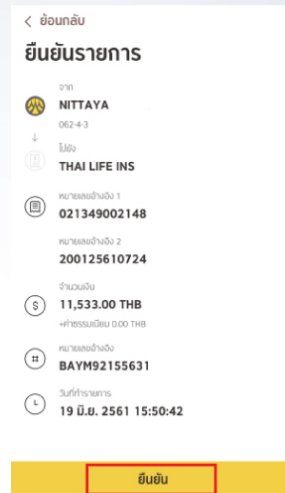 < ย้อนกลับ
ยืนยันรายการ
จาก
NITTAYA
062-4-3
ไปยัง
THAI LIFE INS
หมายเลขอ้างอิง 1
021349002148
หมายเลขอ้างอิง 2
200125610724
จำนวนเงิน
11,533.00 THB
+ค่าธรรมเนียม 0.00 THB
หมายเลขอ้างอิง
BAYM92155631
วันที่ทำรายการ
19 มิ.ย. 2561 15:50:42
ยืนยัน